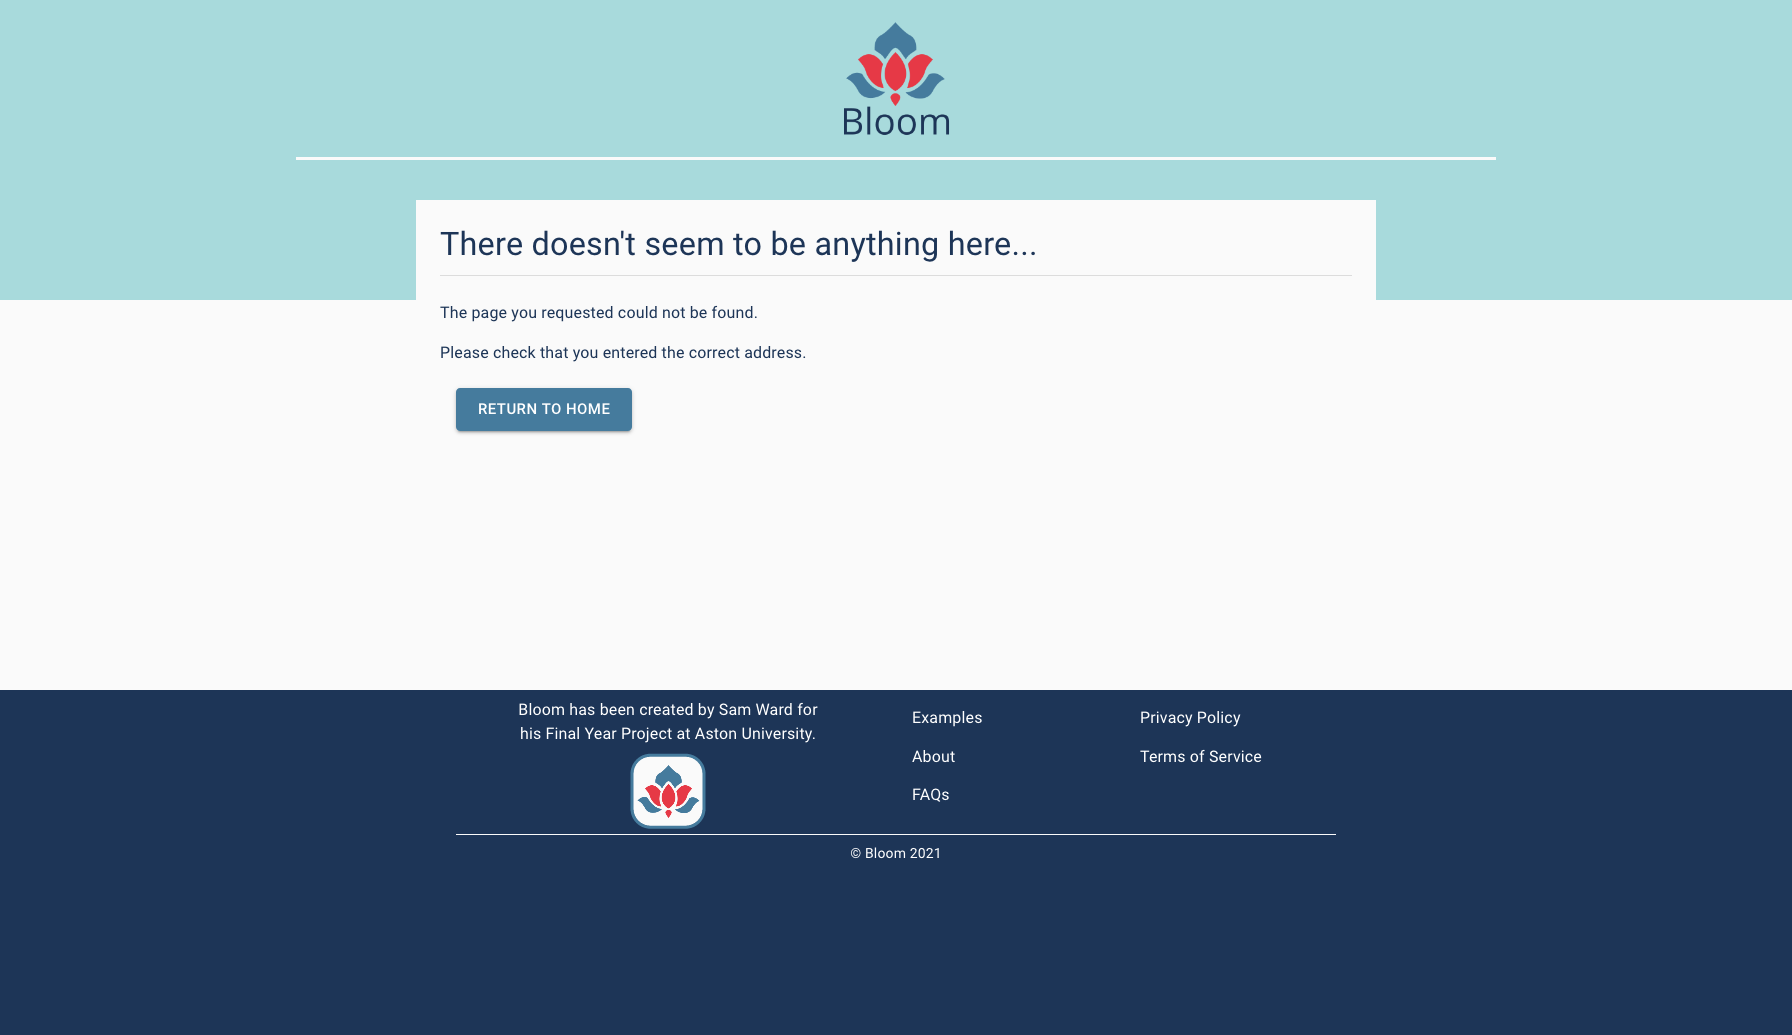 Bloom
There doesn't seem to be anything here...
The page you requested could not be found.
Please check that you entered the correct address.
RETURN TO HOME
Bloom has been created by Sam Ward for
his Final Year Project at Aston University.
Examples
About
FAQs
Privacy Policy
Terms of Service
© Bloom 2021